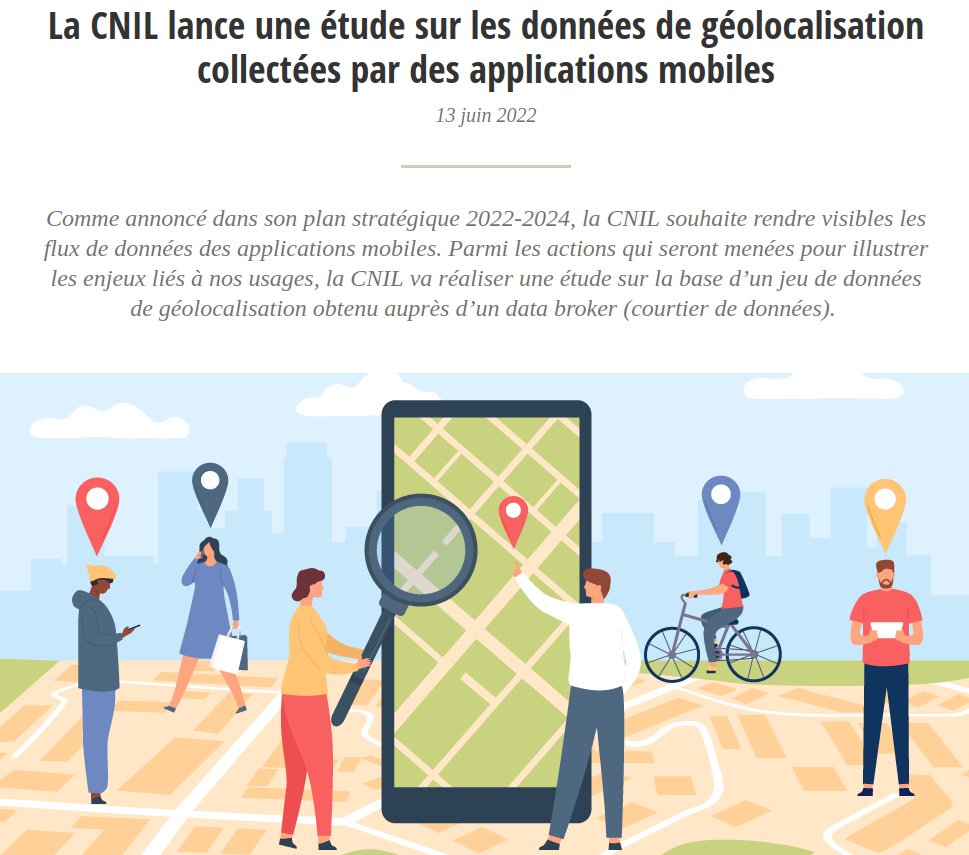 La CNIL lance une étude sur les données de géolocalisation
collectées par des applications mobiles
13 juin 2022
Comme annoncé dans son plan stratégique 2022-2024, la CNIL souhaite rendre visibles les
flux de données des applications mobiles. Parmi les actions qui seront menées pour illustrer
les enjeux liés à nos usages, la CNIL va réaliser une étude sur la base d’un jeu de données
de géolocalisation obtenu auprès d’un data broker (courtier de données).